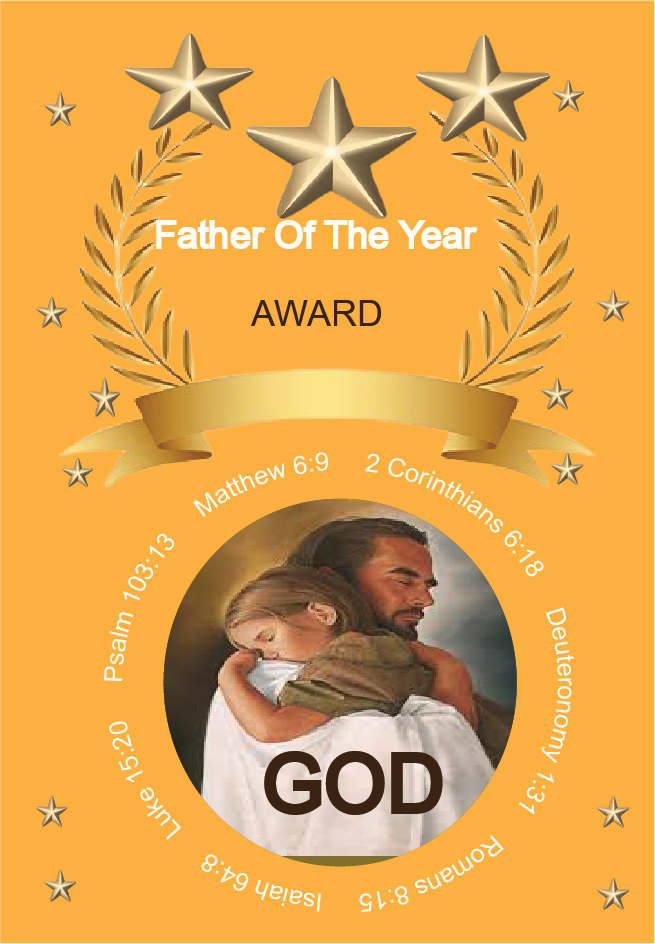 Father Of The Year
AWARD
Matthew 6:9
2 Corinthians 6:18
Deuteronomy 1:31
Romans 8:15
Isaiah 64:8
Luke 15:20
Psalm 103:13
GOD